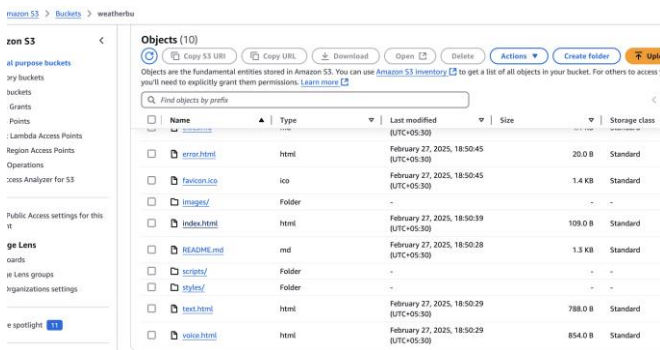 mazon S3 > Buckets > weatherbu
zon S3
al purpose buckets
ory buckets
buckets
Grants
Points
: Lambda Access Points
Region Access Points
Operations
ccess Analyzer for S3
Public Access settings for this
nt
ge Lens
oards
e Lens groups
Organizations settings
e spotlight 11
Objects (10)
Copy S3 URI Copy URL Download Open Delete Actions Create folder Uplo
Objects are the fundamental entities stored in Amazon S3. You can use Amazon S3 inventory to get a list of all objects in your bucket. For others to access
you'll need to explicitly grant them permissions. Learn more
Find objects by prefix
Name Type Last modified Size Storage class
(UTC+05:30)
error.html html February 27, 2025, 18:50:45 (UTC+05:30) 20.0 B Standard
favicon.ico ico February 27, 2025, 18:50:45 (UTC+05:30) 1.4 KB Standard
images/ Folder - - -
index.html html February 27, 2025, 18:50:39 (UTC+05:30) 109.0 B Standard
README.md md February 27, 2025, 18:50:28 (UTC+05:30) 1.3 KB Standard
scripts/ Folder - - -
styles/ Folder - - -
text.html html February 27, 2025, 18:50:29 (UTC+05:30) 788.0 B Standard
voice.html html February 27, 2025, 18:50:29 (UTC+05:30) 854.0 B Standard